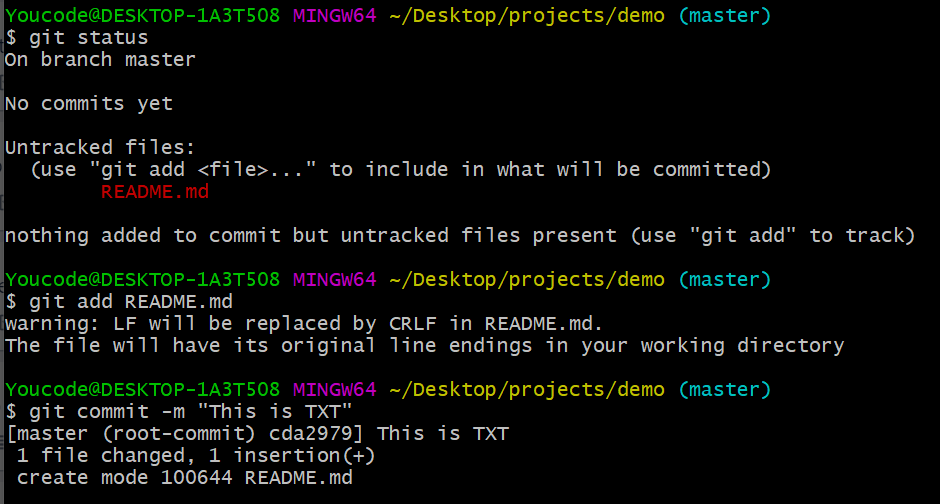 Youcode@DESKTOP-1A3T508 MINGW64 ~/Desktop/projects/demo (master)
$ git status
On branch master
No commits yet
Untracked files:
  (use "git add <file>..." to include in what will be committed)
        README.md
nothing added to commit but untracked files present (use "git add" to track)
Youcode@DESKTOP-1A3T508 MINGW64 ~/Desktop/projects/demo (master)
$ git add README.md
warning: LF will be replaced by CRLF in README.md.
The file will have its original line endings in your working directory
Youcode@DESKTOP-1A3T508 MINGW64 ~/Desktop/projects/demo (master)
$ git commit -m "This is TXT"
[master (root-commit) cda2979] This is TXT
 1 file changed, 1 insertion(+)
 create mode 100644 README.md